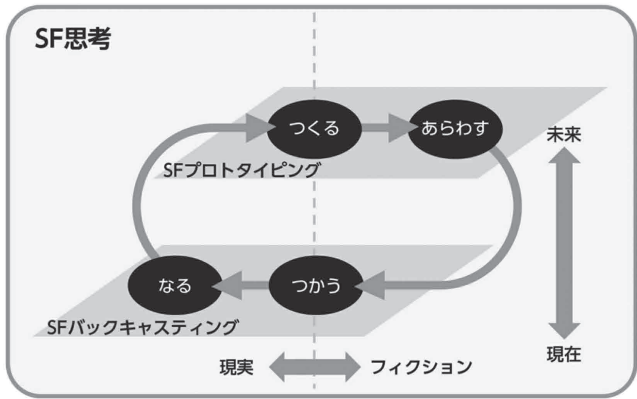 SF思考
つくる
あらわす
未来
SFプロトタイピング
なる
つかう
SFバックキャスティング
現在
現実
フィクション